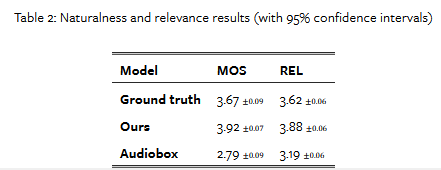 Table 2: Naturalness and relevance results (with 95% confidence intervals)
Model MOS REL
Ground truth 3.67 ±0.09 3.62 ±0.06
Ours 3.92 ±0.07 3.88 ±0.06
Audiobox 2.79 ±0.09 3.19 ±0.06